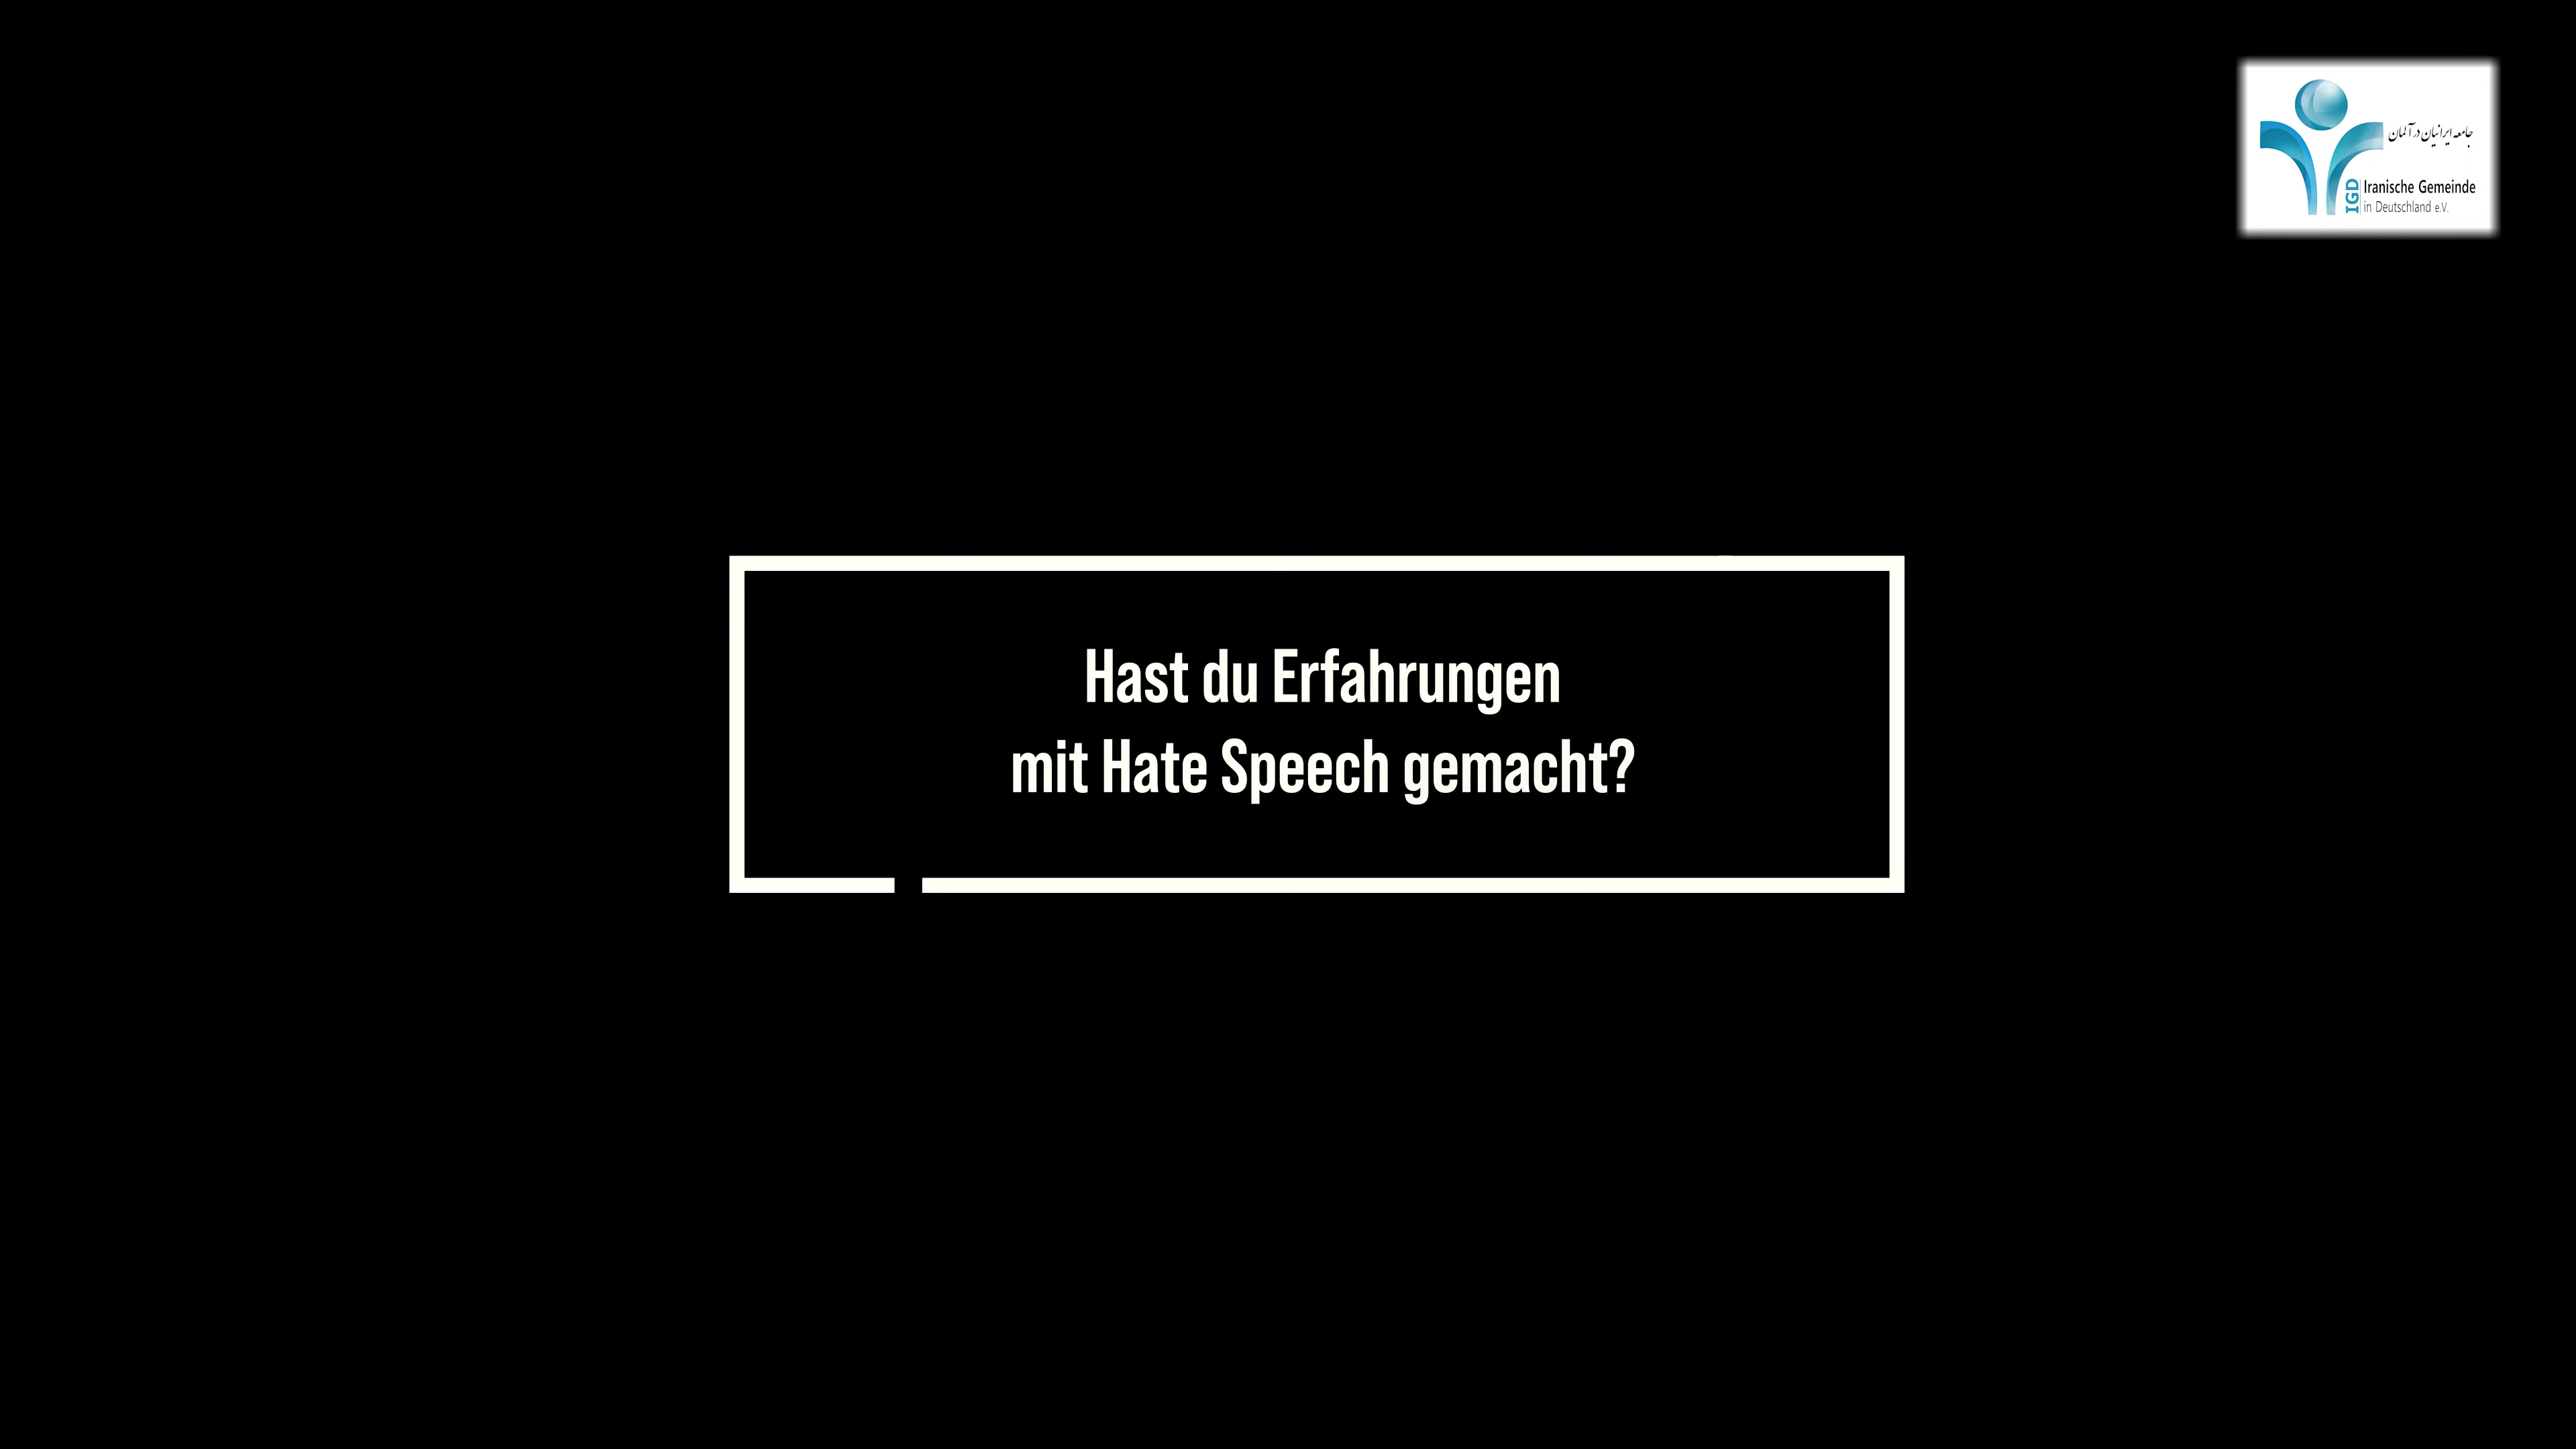 جامعه ایرانیان در آلمان
IGD
Iranische Gemeinde
in Deutschland e.V.
Hast du Erfahrungen
mit Hate Speech gemacht?